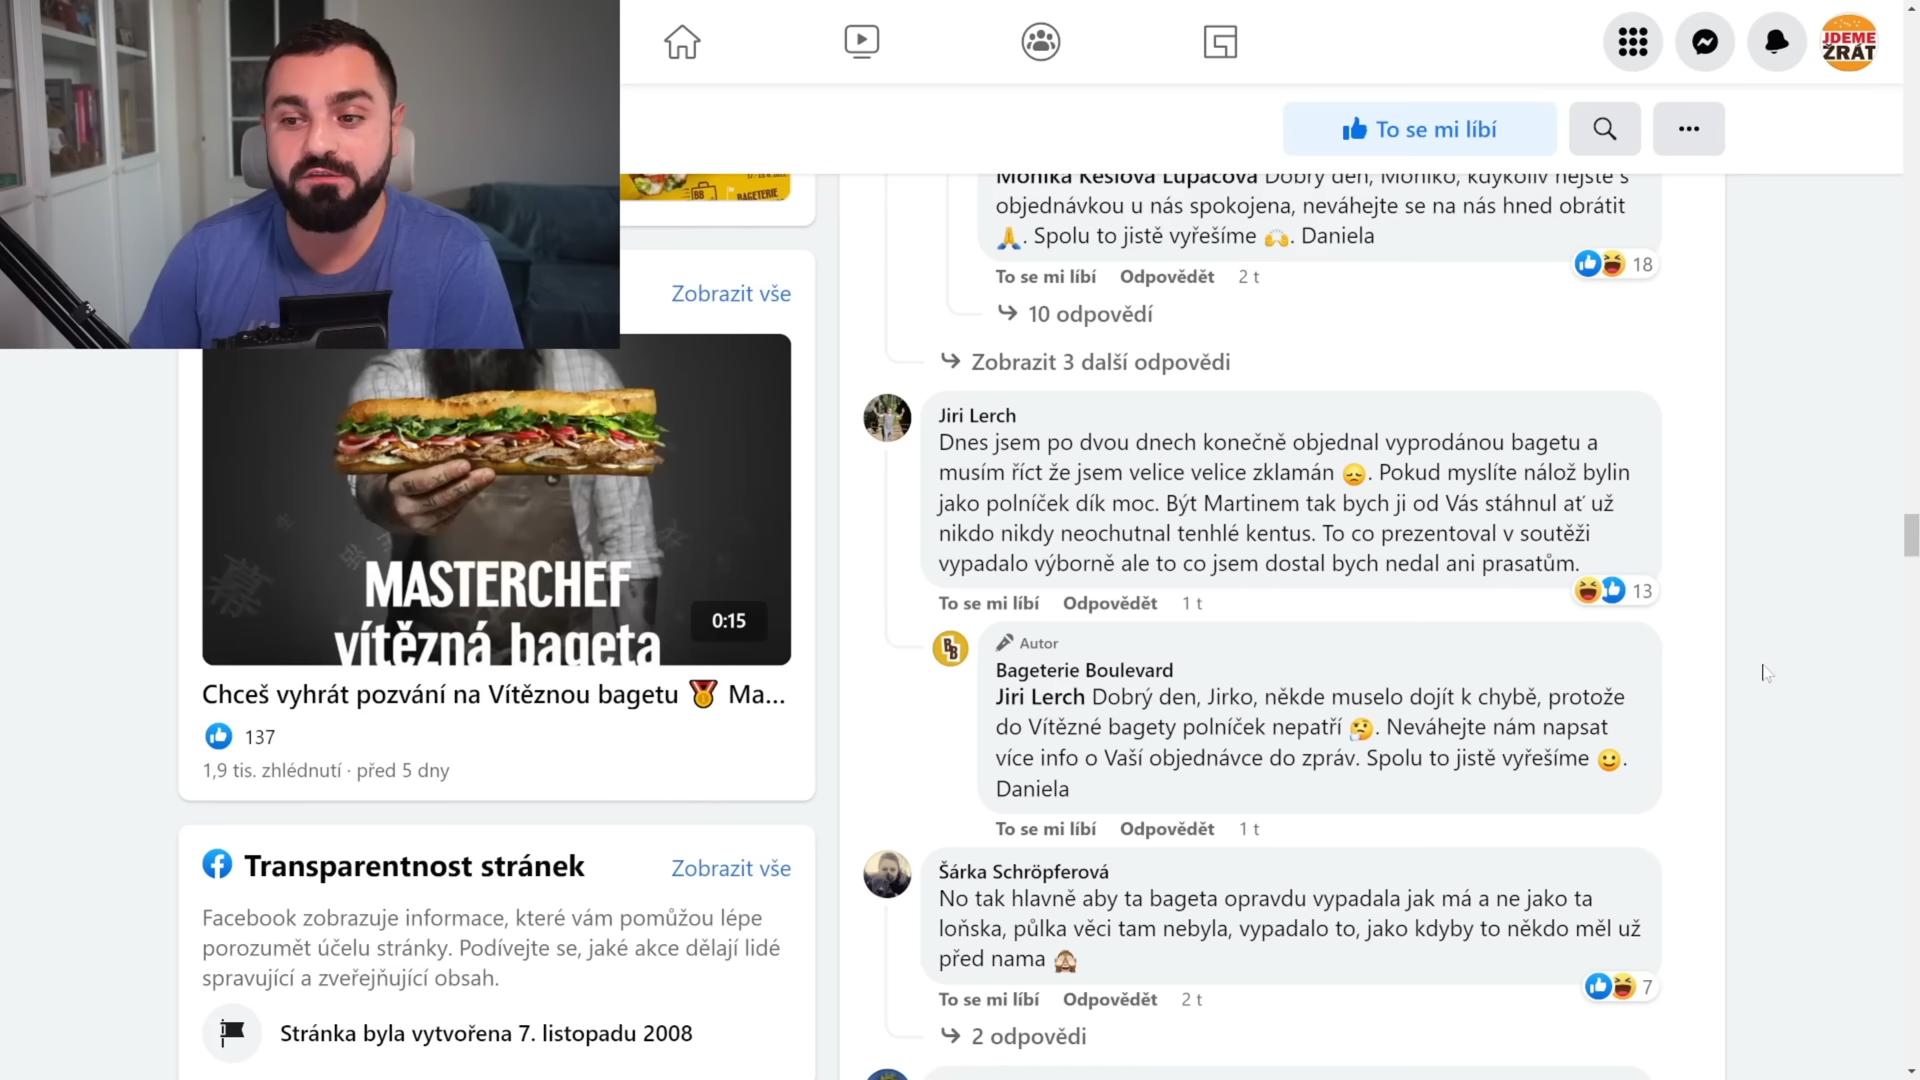 JDEME
ŽRÁT
To se mi líbí
BB
BAGETERIE
Zobrazit vše
MASTERCHEF
vítězná bageta
0:15
Chceš vyhrát pozvání na Vítěznou bagetu 🥇 Ma...
137
1,9 tis. zhlédnutí · před 5 dny
Transparentnost stránek
Zobrazit vše
Facebook zobrazuje informace, které vám pomůžou lépe
porozumět účelu stránky. Podívejte se, jaké akce dělají lidé
spravující a zveřejňující obsah.
Stránka byla vytvořena 7. listopadu 2008
Monika Keslová Lupačová Dobrý den, Moniko, kdykoliv nejste s
objednávkou u nás spokojena, neváhejte se na nás hned obrátit
🙏. Spolu to jistě vyřešíme 🙌. Daniela
18
To se mi líbí Odpovědět 2 t
10 odpovědí
Zobrazit 3 další odpovědi
Jiri Lerch
Dnes jsem po dvou dnech konečně objednal vyprodánou bagetu a
musím říct že jsem velice velice zklamán 😞. Pokud myslíte nálož bylin
jako polníček dík moc. Být Martinem tak bych ji od Vás stáhnul ať už
nikdo nikdy neochutnal tenhlé kentus. To co prezentoval v soutěži
vypadalo výborně ale to co jsem dostal bych nedal ani prasatům.
13
To se mi líbí Odpovědět 1 t
BB
Autor
Bageterie Boulevard
Jiri Lerch Dobrý den, Jirko, někde muselo dojít k chybě, protože
do Vítězné bagety polníček nepatří 🤔. Neváhejte nám napsat
více info o Vaší objednávce do zpráv. Spolu to jistě vyřešíme 🙂.
Daniela
To se mi líbí Odpovědět 1 t
Šárka Schröpferová
No tak hlavně aby ta bageta opravdu vypadala jak má a ne jako ta
loňska, půlka věci tam nebyla, vypadalo to, jako kdyby to někdo měl už
před nama 🙈
7
To se mi líbí Odpovědět 2 t
2 odpovědi